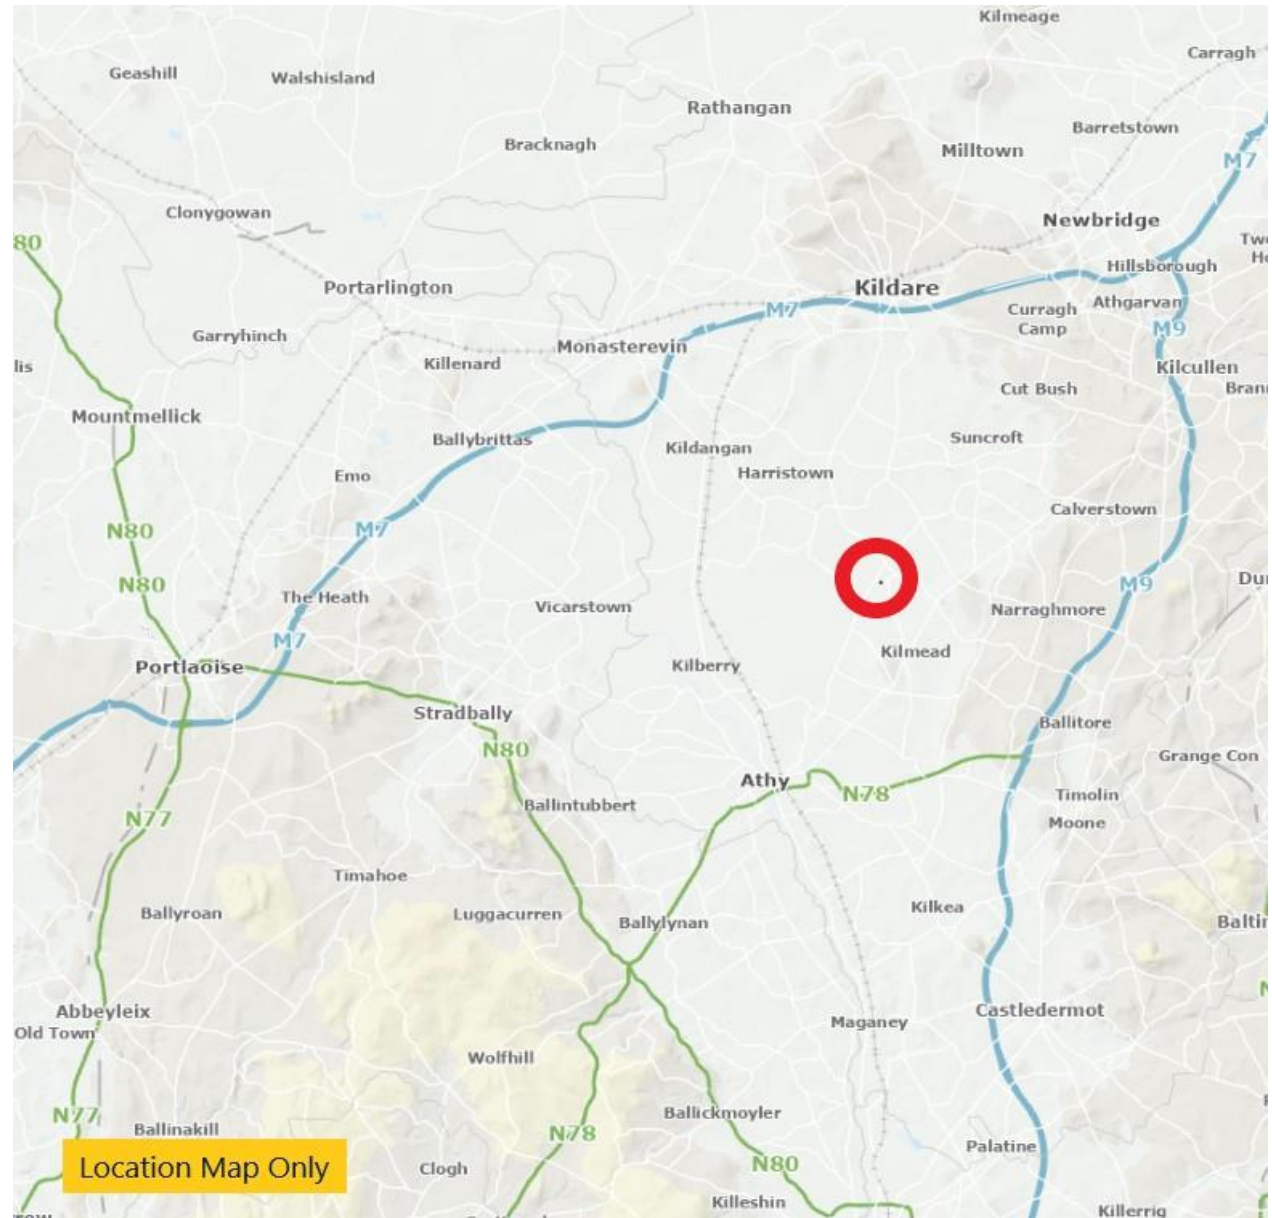 Kilmeage
Carragh
Geashill
Walshisland
Rathangan
Barretstown
Bracknagh
Milltown
M7
Clonygowan
Newbridge
80
Hillsborough
Portarlington
Kildare
M7
Curragh
Camp
Athgarvan
M9
Garryhinch
Monasterevin
Killenard
Kilcullen
Cut Bush
Mountmellick
Ballybrittas
Kildangan
Suncroft
Emo
Harristown
Calverstown
N80
M7
N80
M9
The Heath
Vicarstown
Narraghmore
M7
Kilmead
Portlaoise
Kilberry
Stradbally
Ballitore
N80
Grange Con
Athy
N78
Ballintubbert
Timolin
N77
Moone
Timahoe
Ballyroan
Luggacurren
Ballylynan
Kilkea
Abbeyleix
Castledermot
Old Town
Maganey
Wolfhill
N77
Ballickmoyler
Ballinakill
N78
Palatine
Location Map Only
Clogh
N80
Killeshin
Killerrig